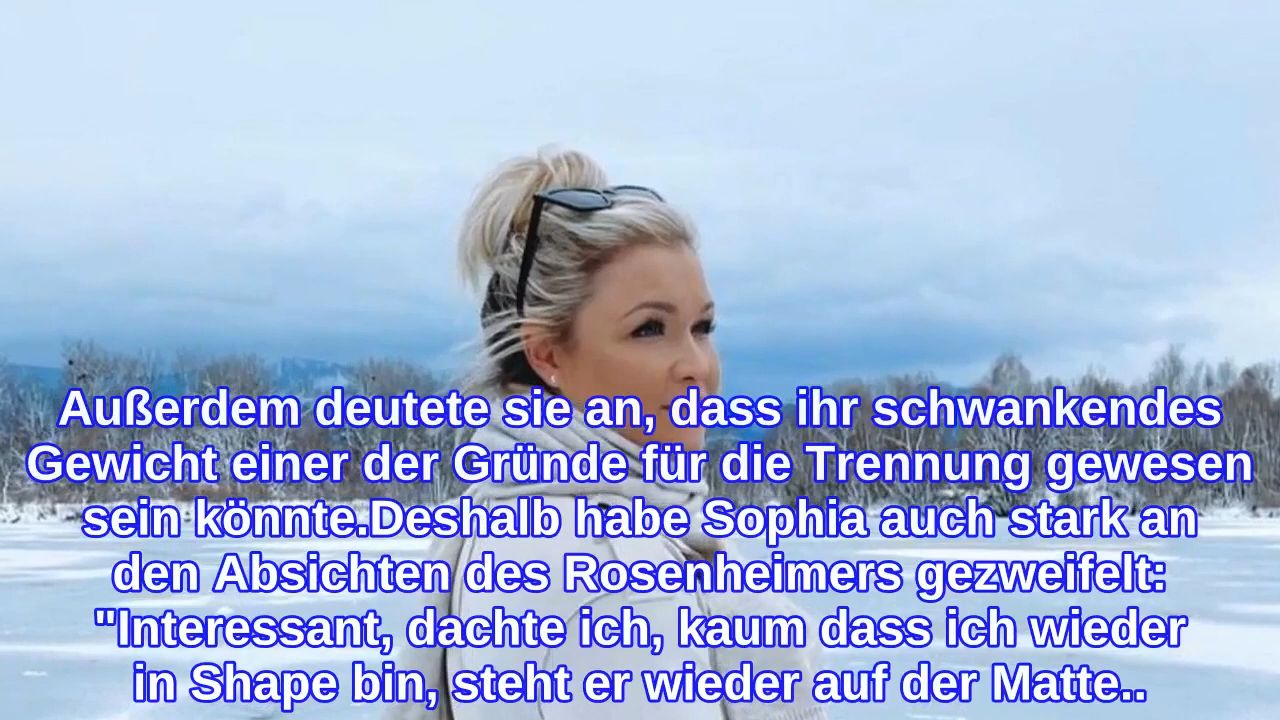 Außerdem deutete sie an, dass ihr schwankendes
Gewicht einer der Gründe für die Trennung gewesen
sein könnte.Deshalb habe Sophia auch stark an
den Absichten des Rosenheimers gezweifelt:
"Interessant, dachte ich, kaum dass ich wieder
in Shape bin, steht er wieder auf der Matte..